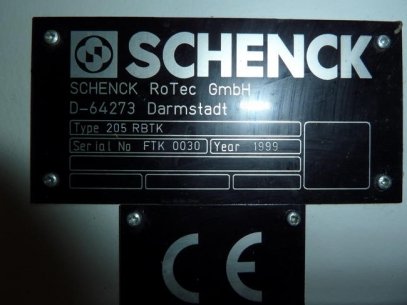 SCHENCK
SCHENCK RoTec GmbH
D-64273 Darmstadt
Type 205 RBTK
Serial No FTK 0030 Year 1999
CE